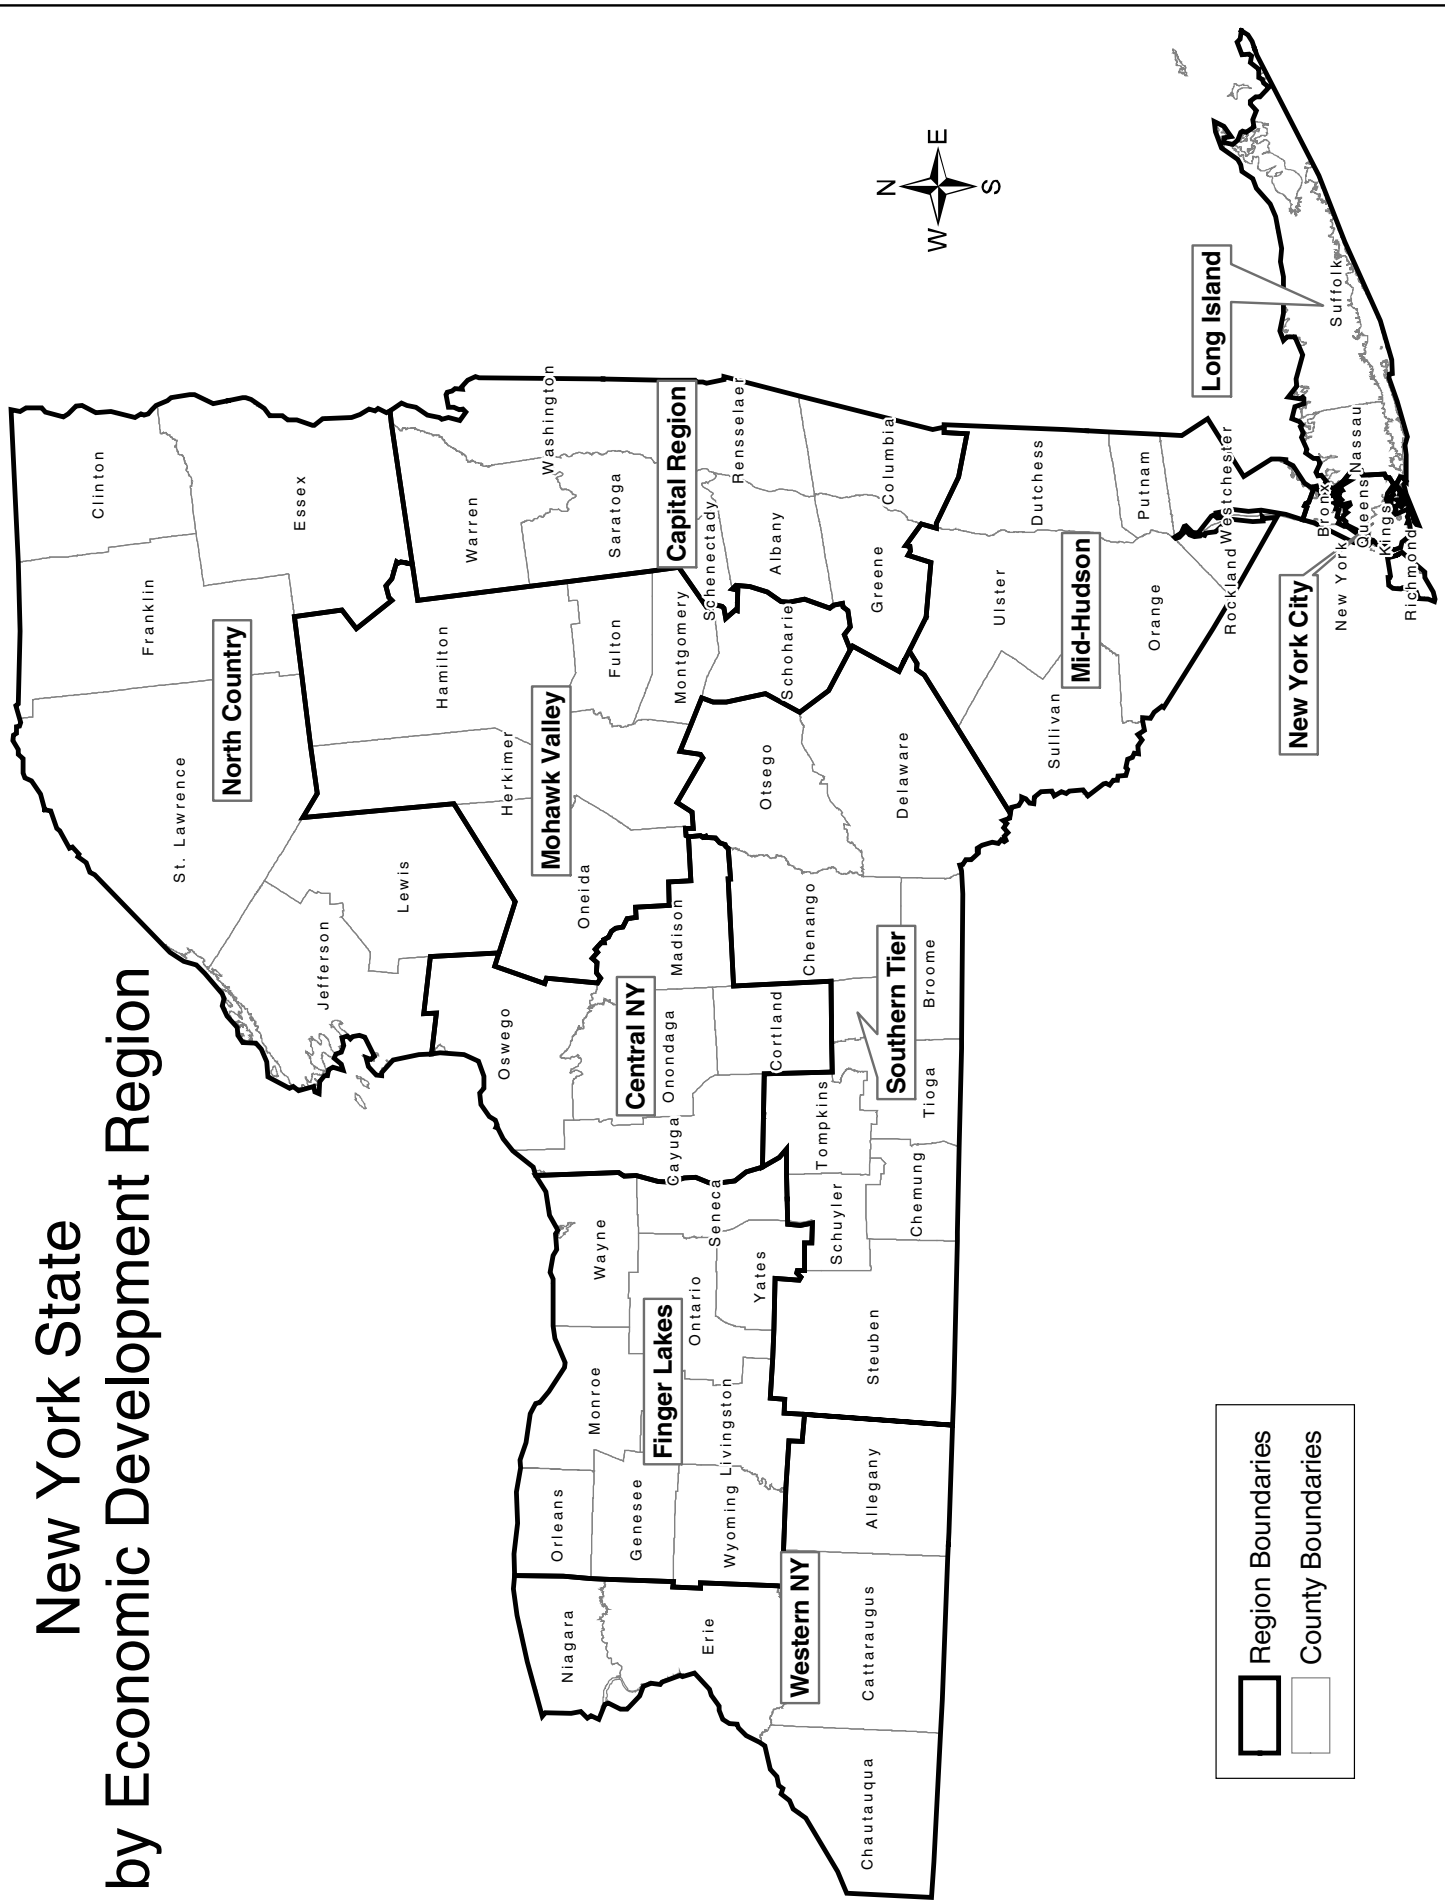 New York State
by Economic Development Region
Clinton
Franklin
St. Lawrence
North Country
Essex
Jefferson
Lewis
Hamilton
Herkimer
Warren
Washington
Oswego
Oneida
Mohawk Valley
Fulton
Saratoga
Capital Region
Niagara
Orleans
Monroe
Wayne
Genesee
Finger Lakes
Ontario
Seneca
Cayuga
Central NY
Onondaga
Madison
Montgomery
Schenectady
Rensselaer
Erie
Wyoming
Livingston
Yates
Cortland
Otsego
Schoharie
Albany
Western NY
Tompkins
Chenango
Schuyler
Chautauqua
Cattaraugus
Allegany
Steuben
Chemung
Tioga
Southern Tier
Broome
Delaware
Greene
Columbia
N
W
E
S
Ulster
Dutchess
Sullivan
Mid-Hudson
Orange
Putnam
Rockland
Westchester
Long Island
Suffolk
New York City
New York
Bronx
Queens
Nassau
Kings
Richmond
Region Boundaries
County Boundaries